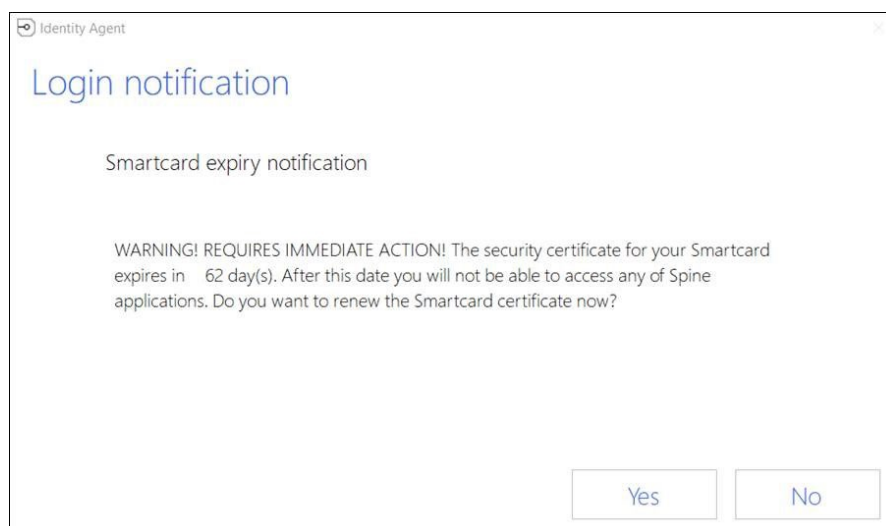 Identity Agent
Login notification
Smartcard expiry notification
WARNING! REQUIRES IMMEDIATE ACTION! The security certificate for your Smartcard
expires in    62 day(s). After this date you will not be able to access any of Spine
applications. Do you want to renew the Smartcard certificate now?
Yes
No